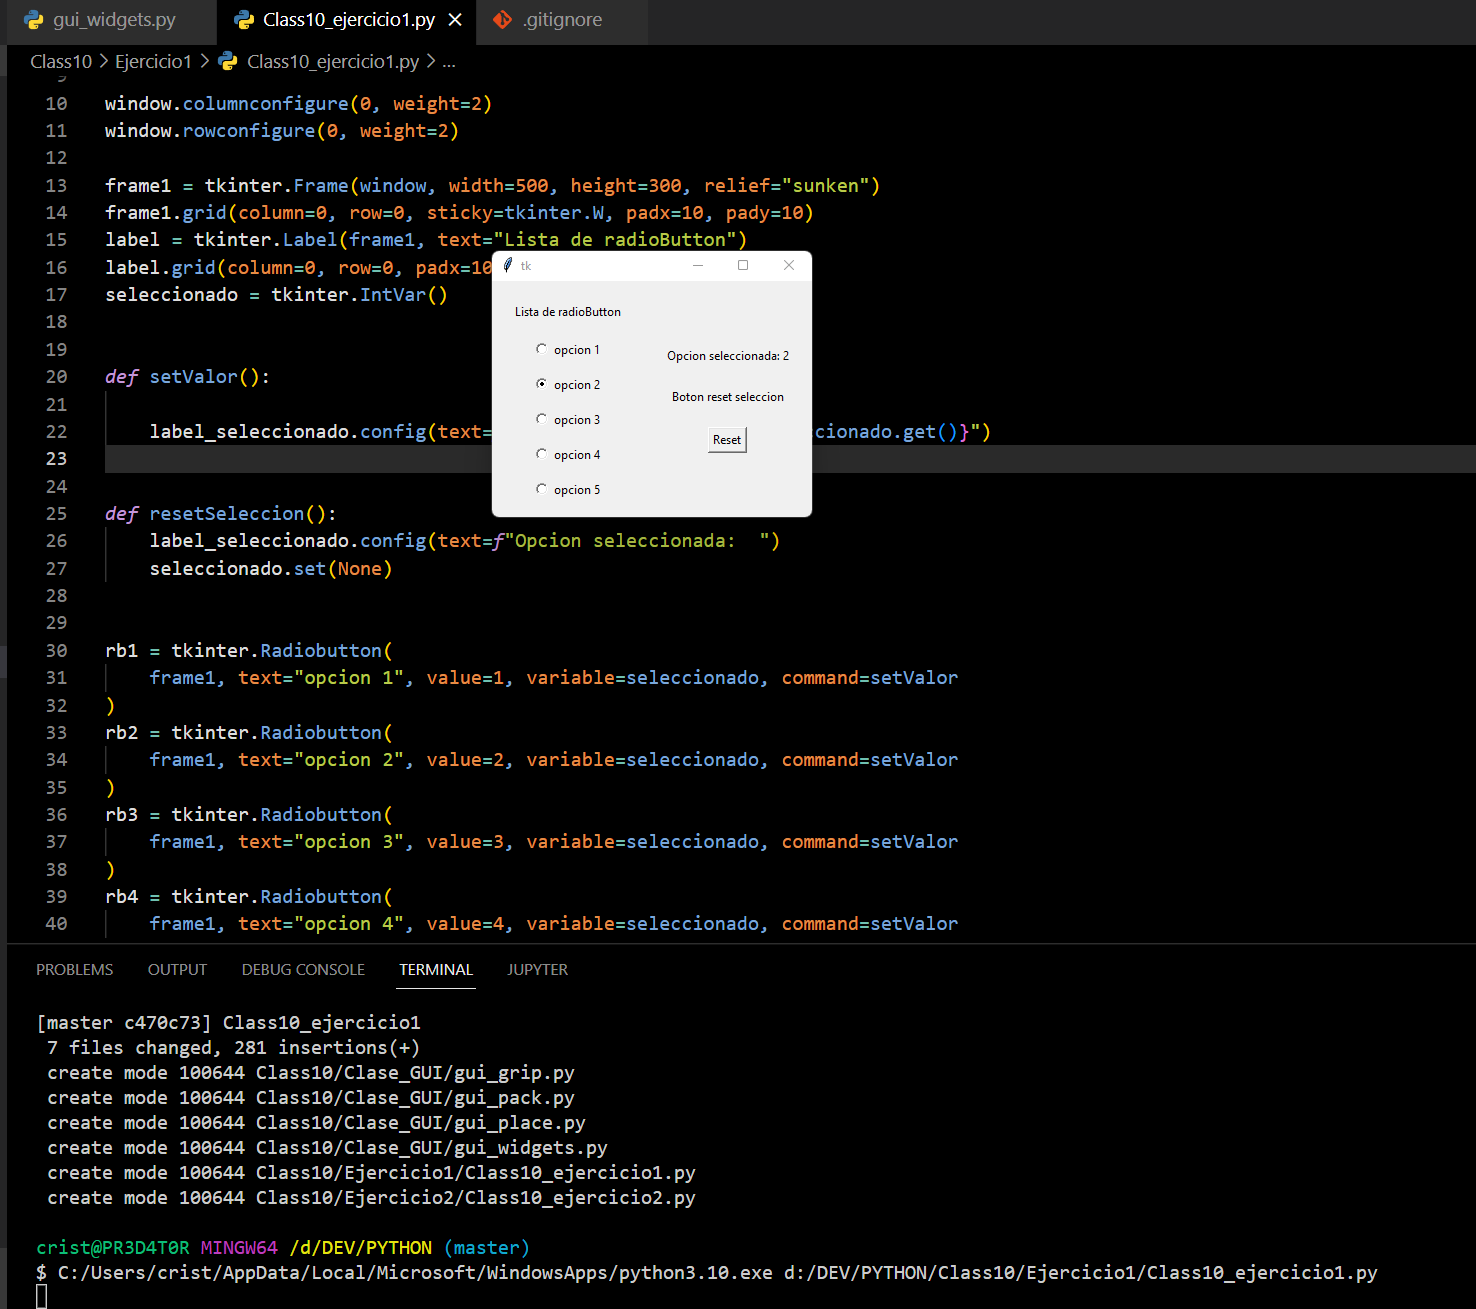 gui_widgets.py
Class10_ejercicio1.py
.gitignore
Class10 > Ejercicio1 > Class10_ejercicio1.py > ...
9
10 window.columnconfigure(0, weight=2)
11 window.rowconfigure(0, weight=2)
12
13 frame1 = tkinter.Frame(window, width=500, height=300, relief="sunken")
14 frame1.grid(column=0, row=0, sticky=tkinter.W, padx=10, pady=10)
15 label = tkinter.Label(frame1, text="Lista de radioButton")
16 label.grid(column=0, row=0, padx=10
17 seleccionado = tkinter.IntVar()
18
19
20 def setValor():
21
22 label_seleccionado.config(text= ccionado.get()}")
23
24
25 def resetSeleccion():
26 label_seleccionado.config(text=f"Opcion seleccionada:  ")
27 seleccionado.set(None)
28
29
30 rb1 = tkinter.Radiobutton(
31 frame1, text="opcion 1", value=1, variable=seleccionado, command=setValor
32 )
33 rb2 = tkinter.Radiobutton(
34 frame1, text="opcion 2", value=2, variable=seleccionado, command=setValor
35 )
36 rb3 = tkinter.Radiobutton(
37 frame1, text="opcion 3", value=3, variable=seleccionado, command=setValor
38 )
39 rb4 = tkinter.Radiobutton(
40 frame1, text="opcion 4", value=4, variable=seleccionado, command=setValor
tk
Lista de radioButton
opcion 1
opcion 2
opcion 3
opcion 4
opcion 5
Opcion seleccionada: 2
Boton reset seleccion
Reset
PROBLEMS OUTPUT DEBUG CONSOLE TERMINAL JUPYTER
[master c470c73] Class10_ejercicio1
7 files changed, 281 insertions(+)
create mode 100644 Class10/Clase_GUI/gui_grip.py
create mode 100644 Class10/Clase_GUI/gui_pack.py
create mode 100644 Class10/Clase_GUI/gui_place.py
create mode 100644 Class10/Clase_GUI/gui_widgets.py
create mode 100644 Class10/Ejercicio1/Class10_ejercicio1.py
create mode 100644 Class10/Ejercicio2/Class10_ejercicio2.py
crist@PR3D4T0R MINGW64 /d/DEV/PYTHON (master)
$ C:/Users/crist/AppData/Local/Microsoft/WindowsApps/python3.10.exe d:/DEV/PYTHON/Class10/Ejercicio1/Class10_ejercicio1.py